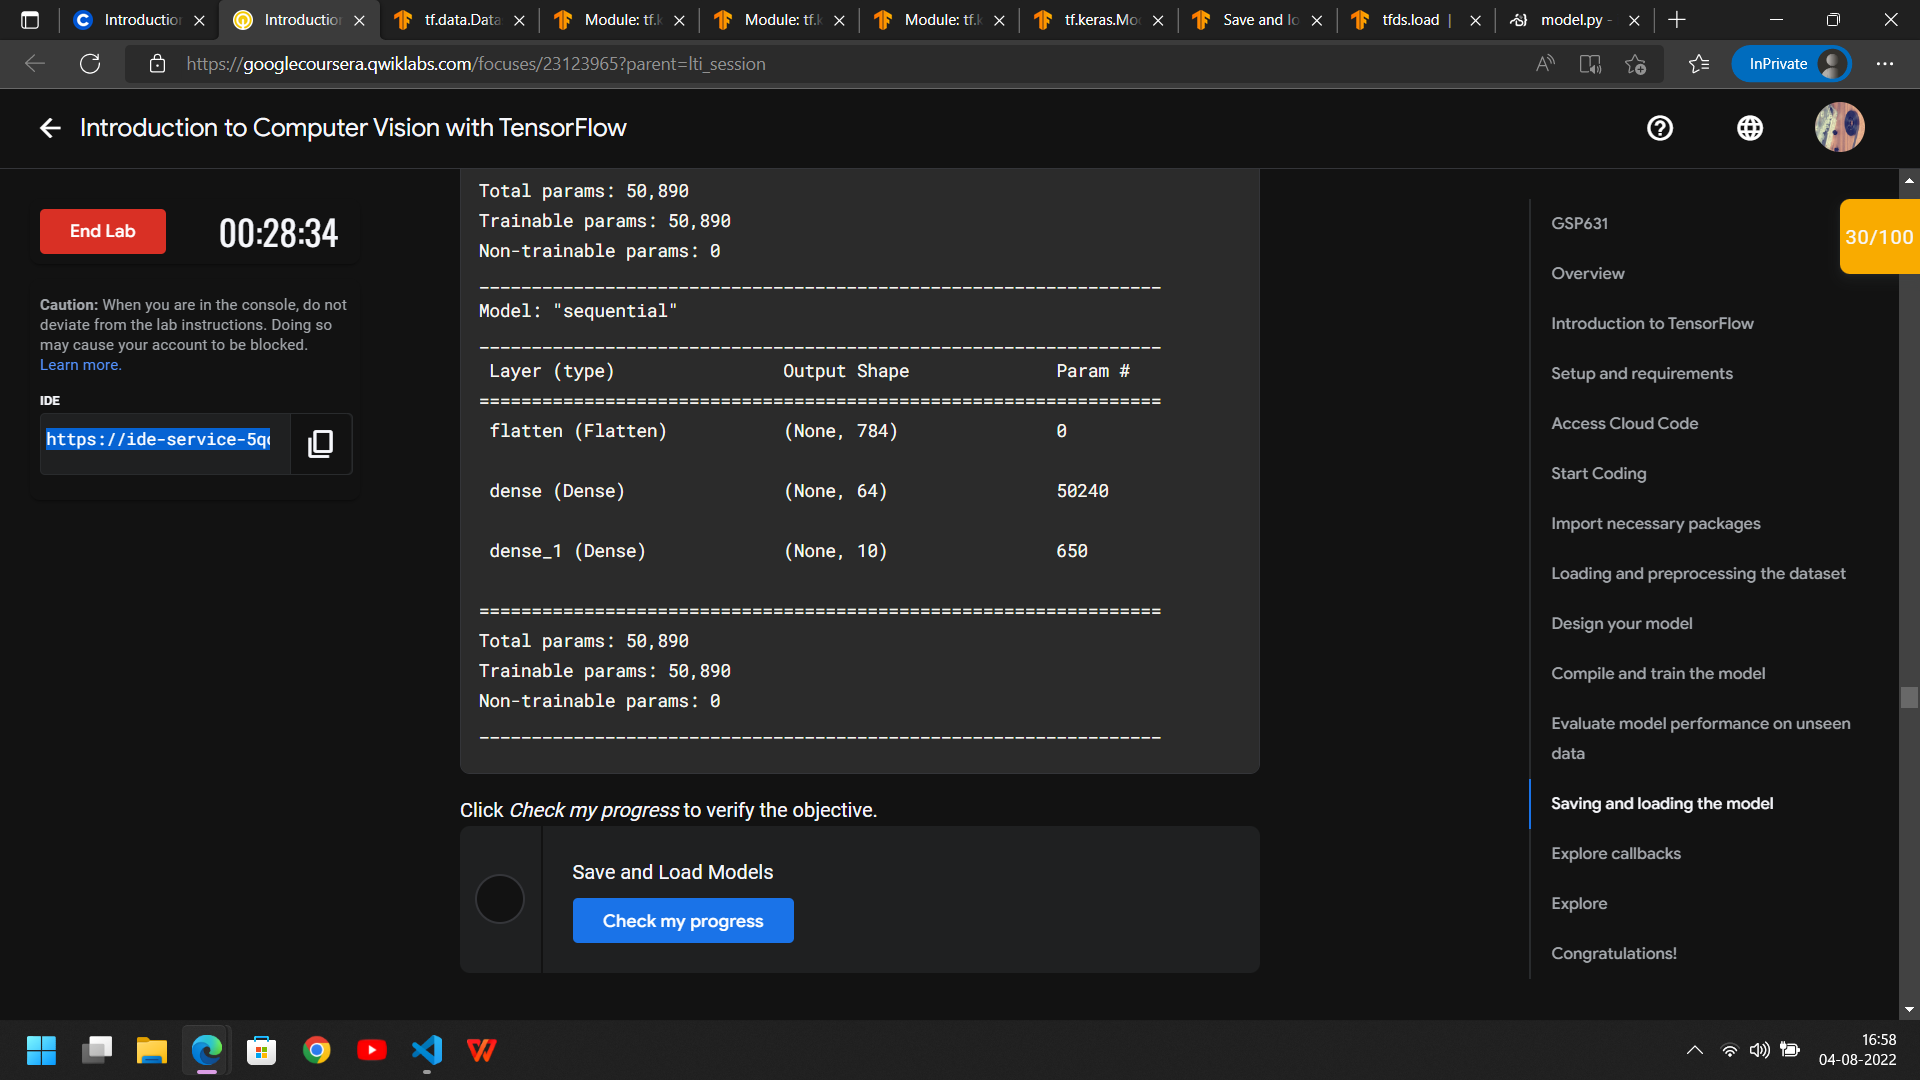 Introduction
Introduction
tf.data.Data
Module: tf.k
Module: tf.k
Module: tf.k
tf.keras.Mo
Save and lo
tfds.load |
model.py -
https://googlecoursera.qwiklabs.com/focuses/23123965?parent=lti_session
InPrivate
Introduction to Computer Vision with TensorFlow
End Lab
00:28:34
Caution: When you are in the console, do not
deviate from the lab instructions. Doing so
may cause your account to be blocked.
Learn more.
IDE
https://ide-service-5q
Total params: 50,890
Trainable params: 50,890
Non-trainable params: 0
_________________________________________________________________
Model: "sequential"
_________________________________________________________________
Layer (type) Output Shape Param #
=================================================================
flatten (Flatten) (None, 784) 0
dense (Dense) (None, 64) 50240
dense_1 (Dense) (None, 10) 650
=================================================================
Total params: 50,890
Trainable params: 50,890
Non-trainable params: 0
_________________________________________________________________
Click Check my progress to verify the objective.
Save and Load Models
Check my progress
GSP631
30/100
Overview
Introduction to TensorFlow
Setup and requirements
Access Cloud Code
Start Coding
Import necessary packages
Loading and preprocessing the dataset
Design your model
Compile and train the model
Evaluate model performance on unseen
data
Saving and loading the model
Explore callbacks
Explore
Congratulations!
16:58
04-08-2022